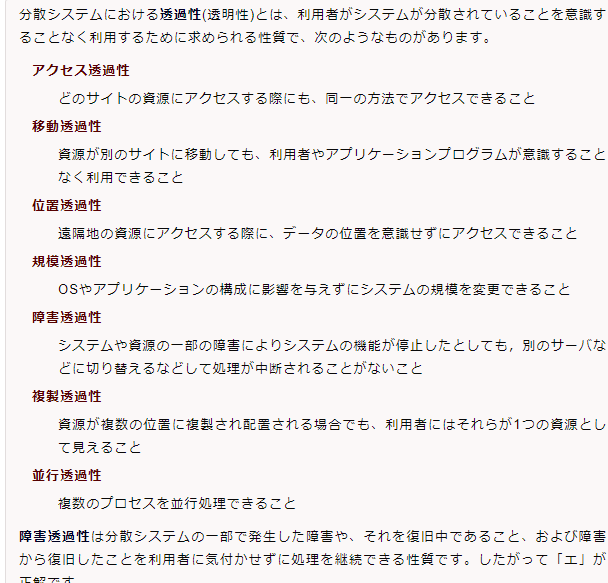 分散システムにおける透過性(透明性)とは、利用者がシステムが分散されていることを意識す
ることなく利用するために求められる性質で、次のようなものがあります。
アクセス透過性
どのサイトの資源にアクセスする際にも、同一の方法でアクセスできること
移動透過性
資源が別のサイトに移動しても、利用者やアプリケーションプログラムが意識すること
なく利用できること
位置透過性
遠隔地の資源にアクセスする際に、データの位置を意識せずにアクセスできること
規模透過性
OSやアプリケーションの構成に影響を与えずにシステムの規模を変更できること
障害透過性
システムや資源の一部の障害によりシステムの機能が停止したとしても，別のサーバな
どに切り替えるなどして処理が中断されることがないこと
複製透過性
資源が複数の位置に複製され配置される場合でも、利用者にはそれらが1つの資源とし
て見えること
並行透過性
複数のプロセスを並行処理できること
障害透過性は分散システムの一部で発生した障害や、それを復旧中であること、および障害
から復旧したことを利用者に気付かせずに処理を継続できる性質です。したがって「エ」が
正解です